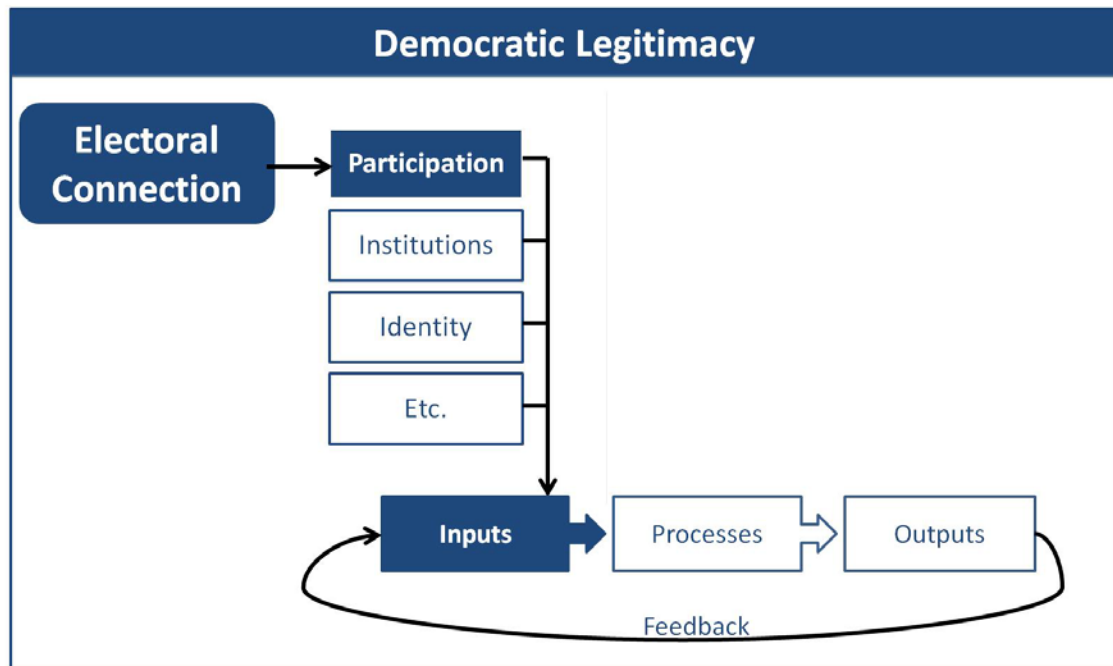 Democratic Legitimacy
Electoral
Connection
Participation
Institutions
Identity
Etc.
Inputs
Processes
Outputs
Feedback